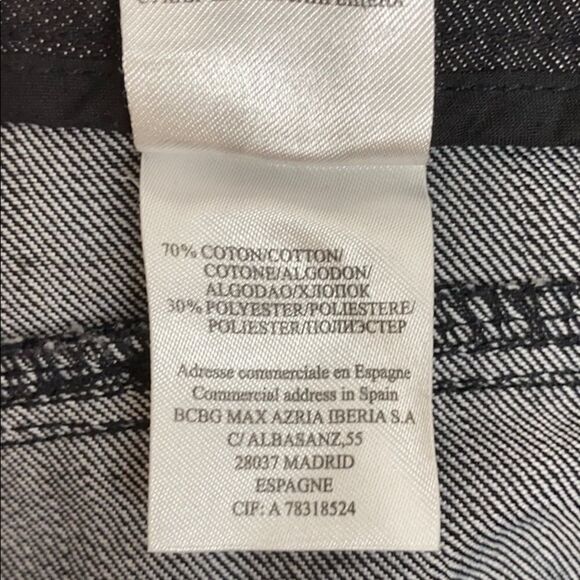 70% COTON/COTTON/
COTONE/ALGODON/
ALGODAO/ХЛОПОК
30% POLYESTER/POLIESTERE/
POLIESTER/ПОЛИЭСТЕР
Adresse commerciale en Espagne
Commercial address in Spain
BCBG MAX AZRIA IBERIA S.A
C/ ALBASANZ,55
28037 MADRID
ESPAGNE
CIF: A 78318524